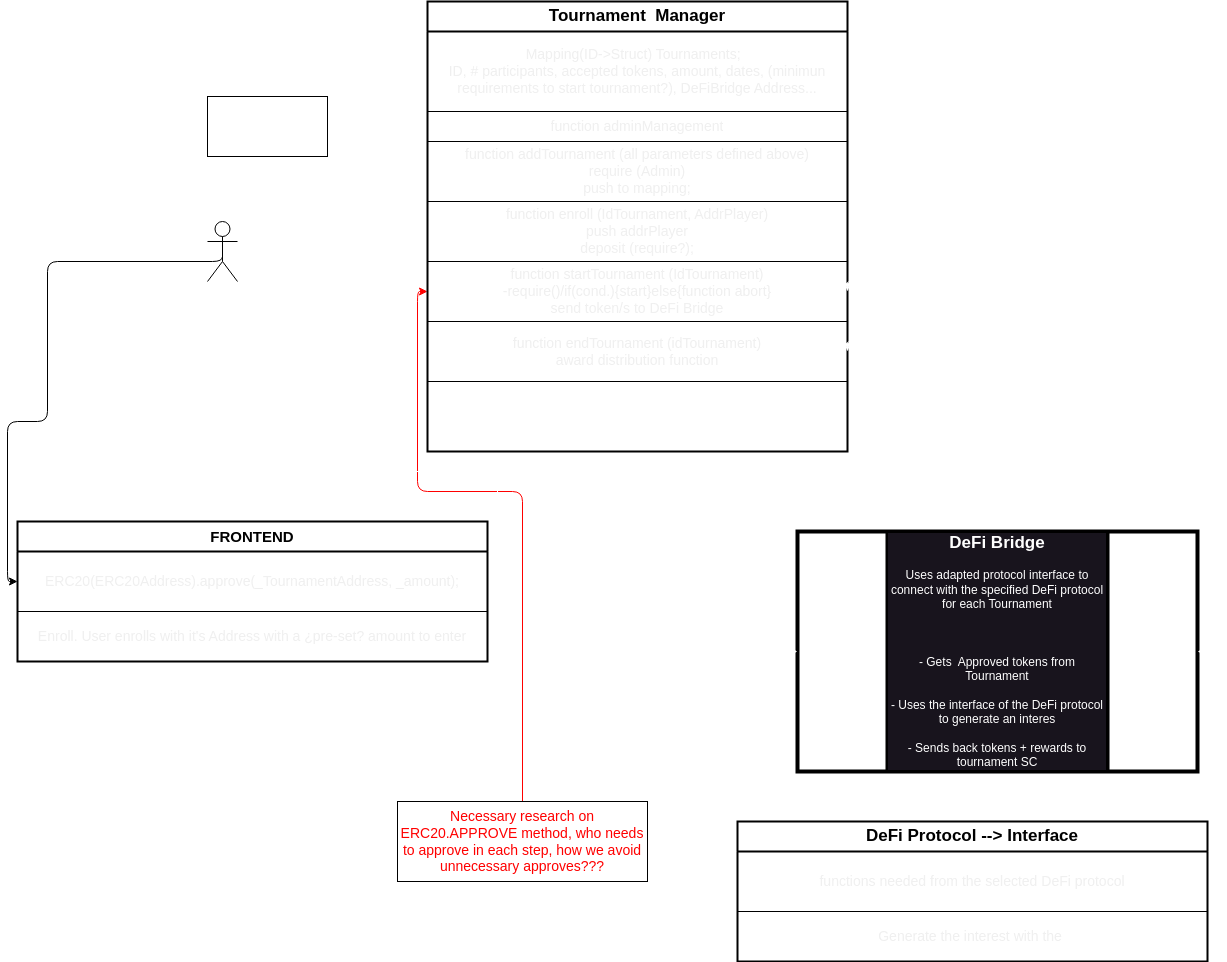 Tournament  Manager
Mapping(ID->Struct) Tournaments;
ID, # participants, accepted tokens, amount, dates, (minimun
requirements to start tournament?), DeFiBridge Address...
function adminManagement
function addTournament (all parameters defined above)
require (Admin)
push to mapping;
function enroll (IdTournament, AddrPlayer)
push addrPlayer
deposit (require?);
function startTournament (IdTournament)
-require()/if(cond.){start}else{function abort}
send token/s to DeFi Bridge
function endTournament (idTournament)
award distribution function
FRONTEND
ERC20(ERC20Address).approve(_TournamentAddress, _amount);
Enroll: User enrolls with it's Address with a ¿pre-set? amount to enter
DeFi Bridge
Uses adapted protocol interface to
connect with the specified DeFi protocol
for each Tournament
- Gets  Approved tokens from
Tournament
- Uses the interface of the DeFi protocol
to generate an interes
- Sends back tokens + rewards to
tournament SC
Necessary research on
ERC20.APPROVE method, who needs
to approve in each step, how we avoid
unnecessary approves???
DeFi Protocol --> Interface
functions needed from the selected DeFi protocol
Generate the interest with the